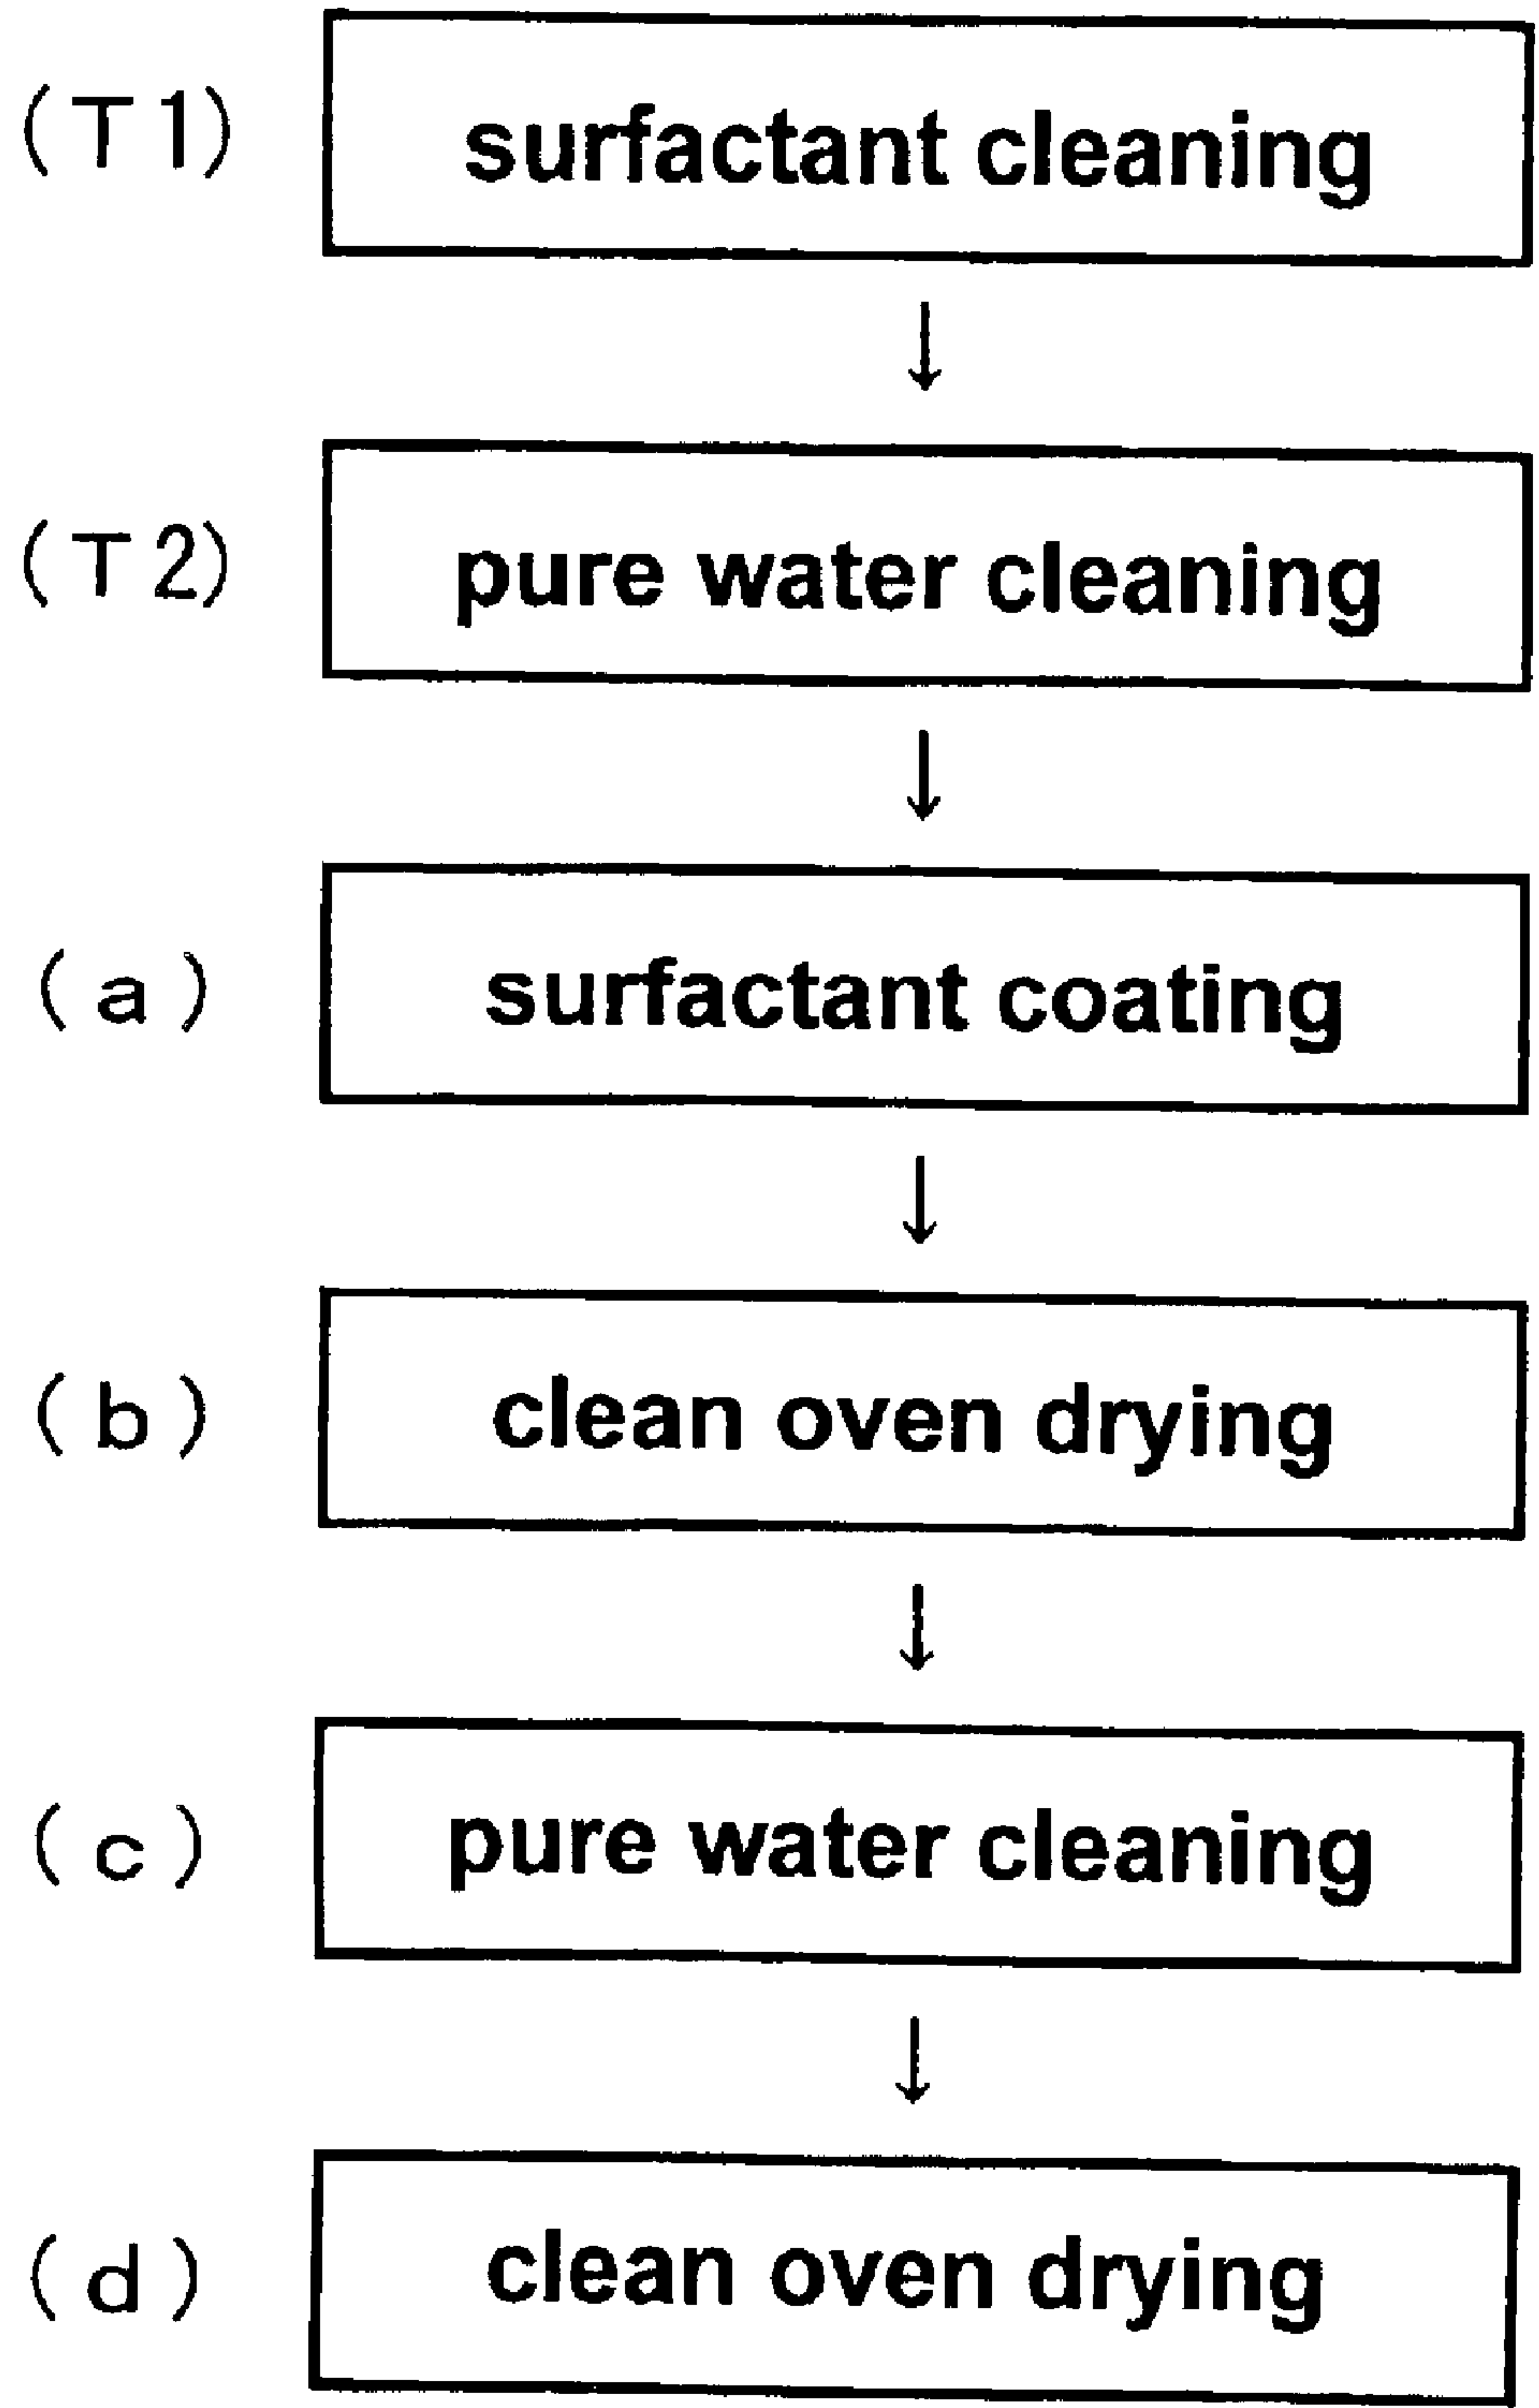 (T1) surfactant cleaning
↓
(T2) pure water cleaning
↓
(a) surfactant coating
↓
(b) clean oven drying
↓
(c) pure water cleaning
↓
(d) clean oven drying